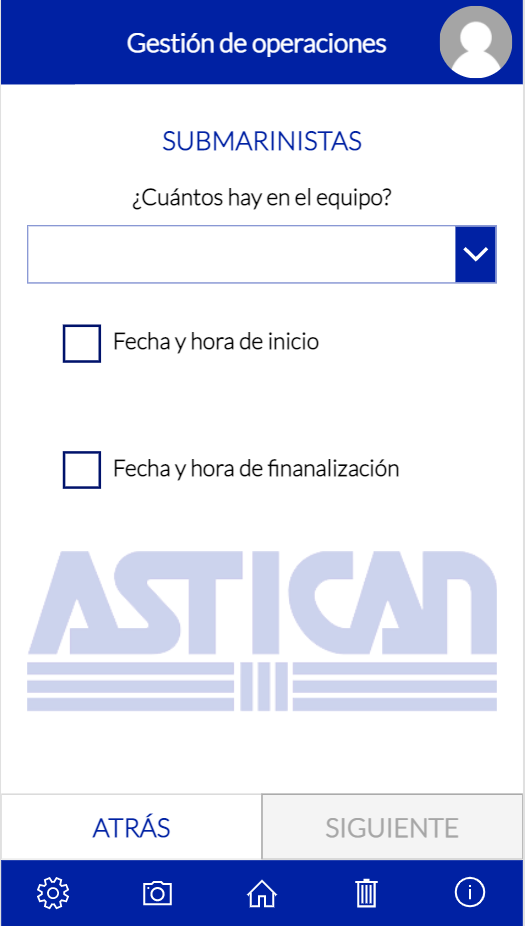 Gestión de operaciones
SUBMARINISTAS
¿Cuántos hay en el equipo?
Fecha y hora de inicio
Fecha y hora de finanalización
ASTICAN
ATRÁS
SIGUIENTE